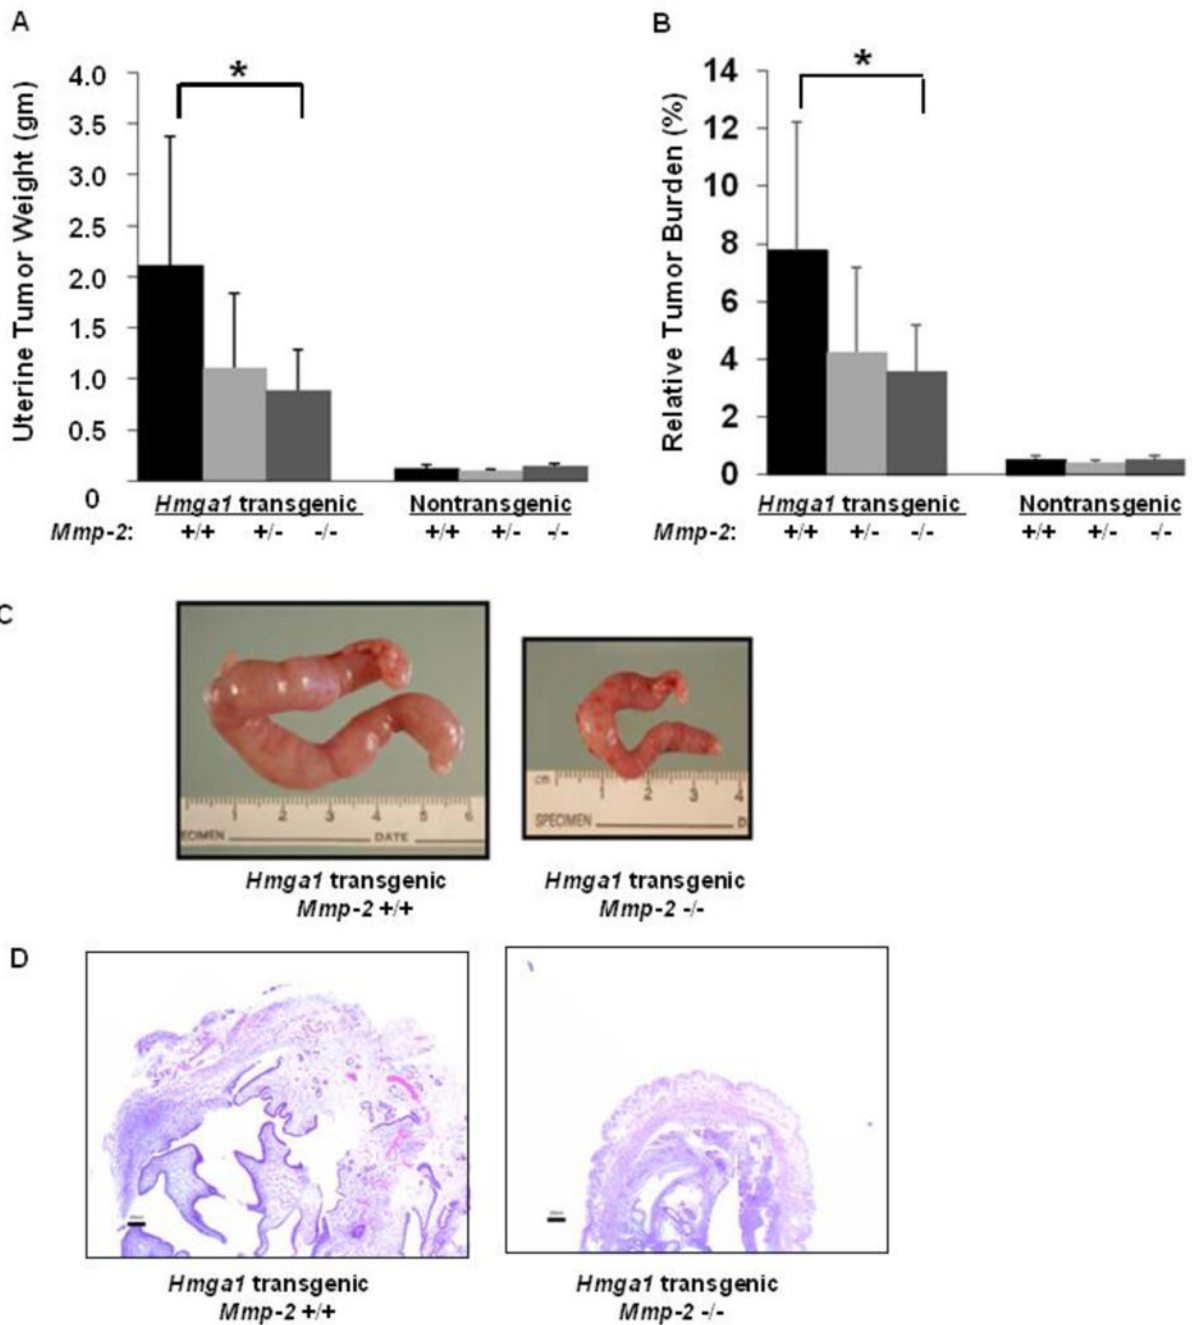 A
*
Uterine Tumor Weight (gm)
4.0
3.5
3.0
2.5
2.0
1.5
1.0
0.5
0
Hmga1 transgenic
Nontransgenic
Mmp-2: +/+ +/- -/- +/+ +/- -/-
B
*
Relative Tumor Burden (%)
14
12
10
8
6
4
2
0
Hmga1 transgenic
Nontransgenic
Mmp-2: +/+ +/- -/- +/+ +/- -/-
C
1 2 3 4 5 6
ECIMEN DATE
Hmga1 transgenic
Mmp-2 +/+
cm 1 2 3 4
SPECIMEN D
Hmga1 transgenic
Mmp-2 -/-
D
Hmga1 transgenic
Mmp-2 +/+
Hmga1 transgenic
Mmp-2 -/-